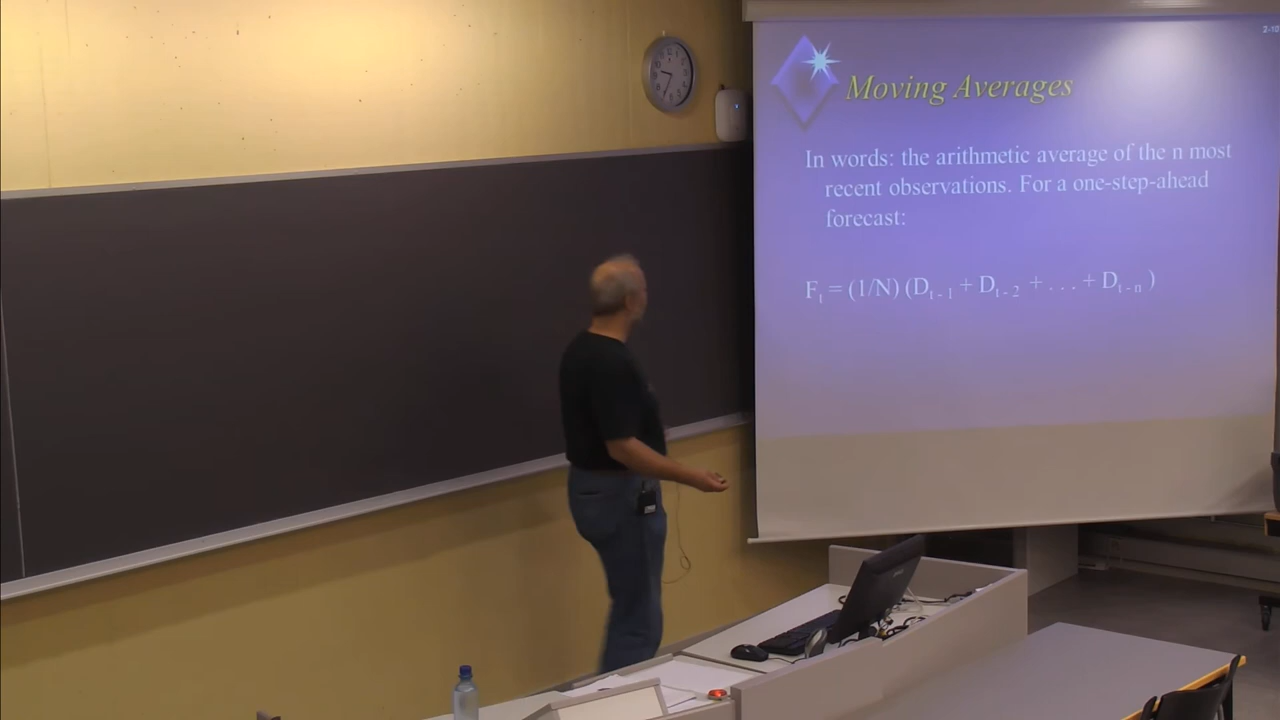 2-10
Moving Averages
In words: the arithmetic average of the n most
recent observations. For a one-step-ahead
forecast:
Fₜ = (1/N) (Dₜ₋₁ + Dₜ₋₂ + . . . + Dₜ₋ₙ )